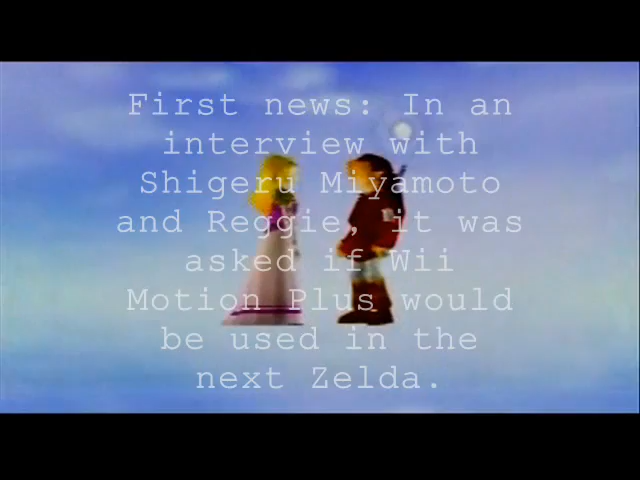 First news: In an
interview with
Shigeru Miyamoto
and Reggie, it was
asked if Wii
Motion Plus would
be used in the
next Zelda.